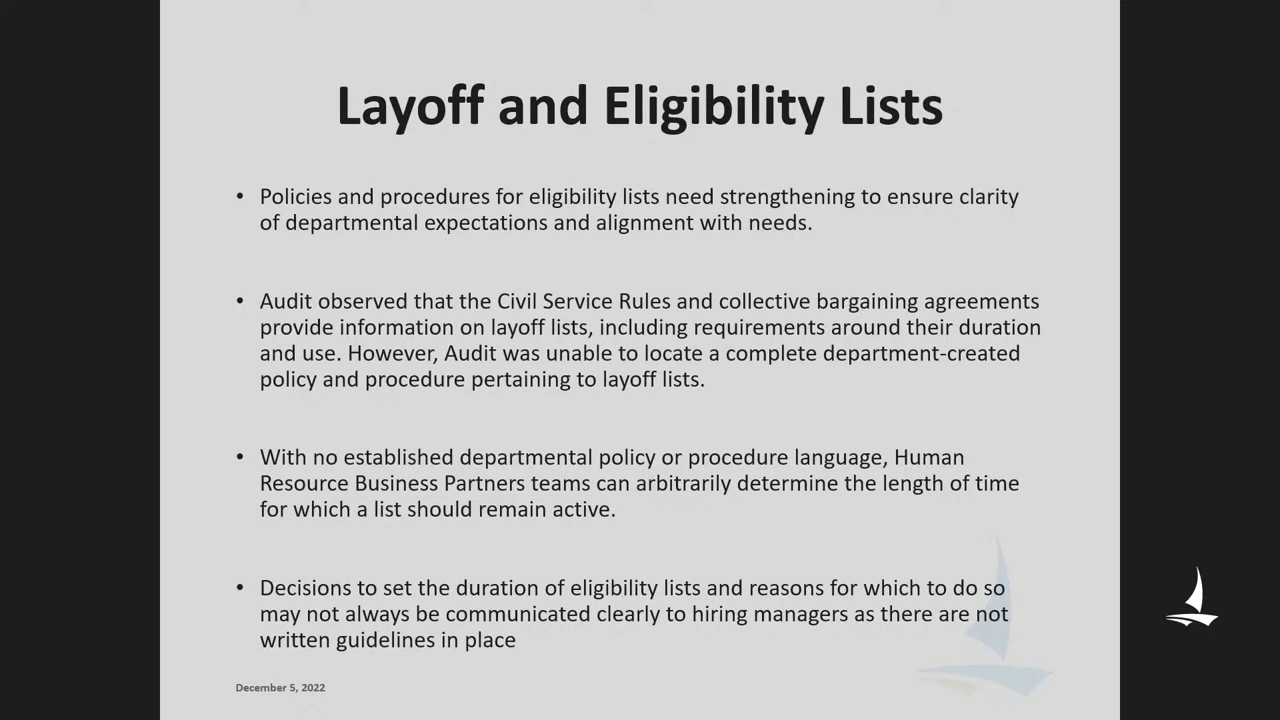 Layoff and Eligibility Lists
• Policies and procedures for eligibility lists need strengthening to ensure clarity
of departmental expectations and alignment with needs.
• Audit observed that the Civil Service Rules and collective bargaining agreements
provide information on layoff lists, including requirements around their duration
and use. However, Audit was unable to locate a complete department-created
policy and procedure pertaining to layoff lists.
• With no established departmental policy or procedure language, Human
Resource Business Partners teams can arbitrarily determine the length of time
for which a list should remain active.
• Decisions to set the duration of eligibility lists and reasons for which to do so
may not always be communicated clearly to hiring managers as there are not
written guidelines in place
December 5, 2022